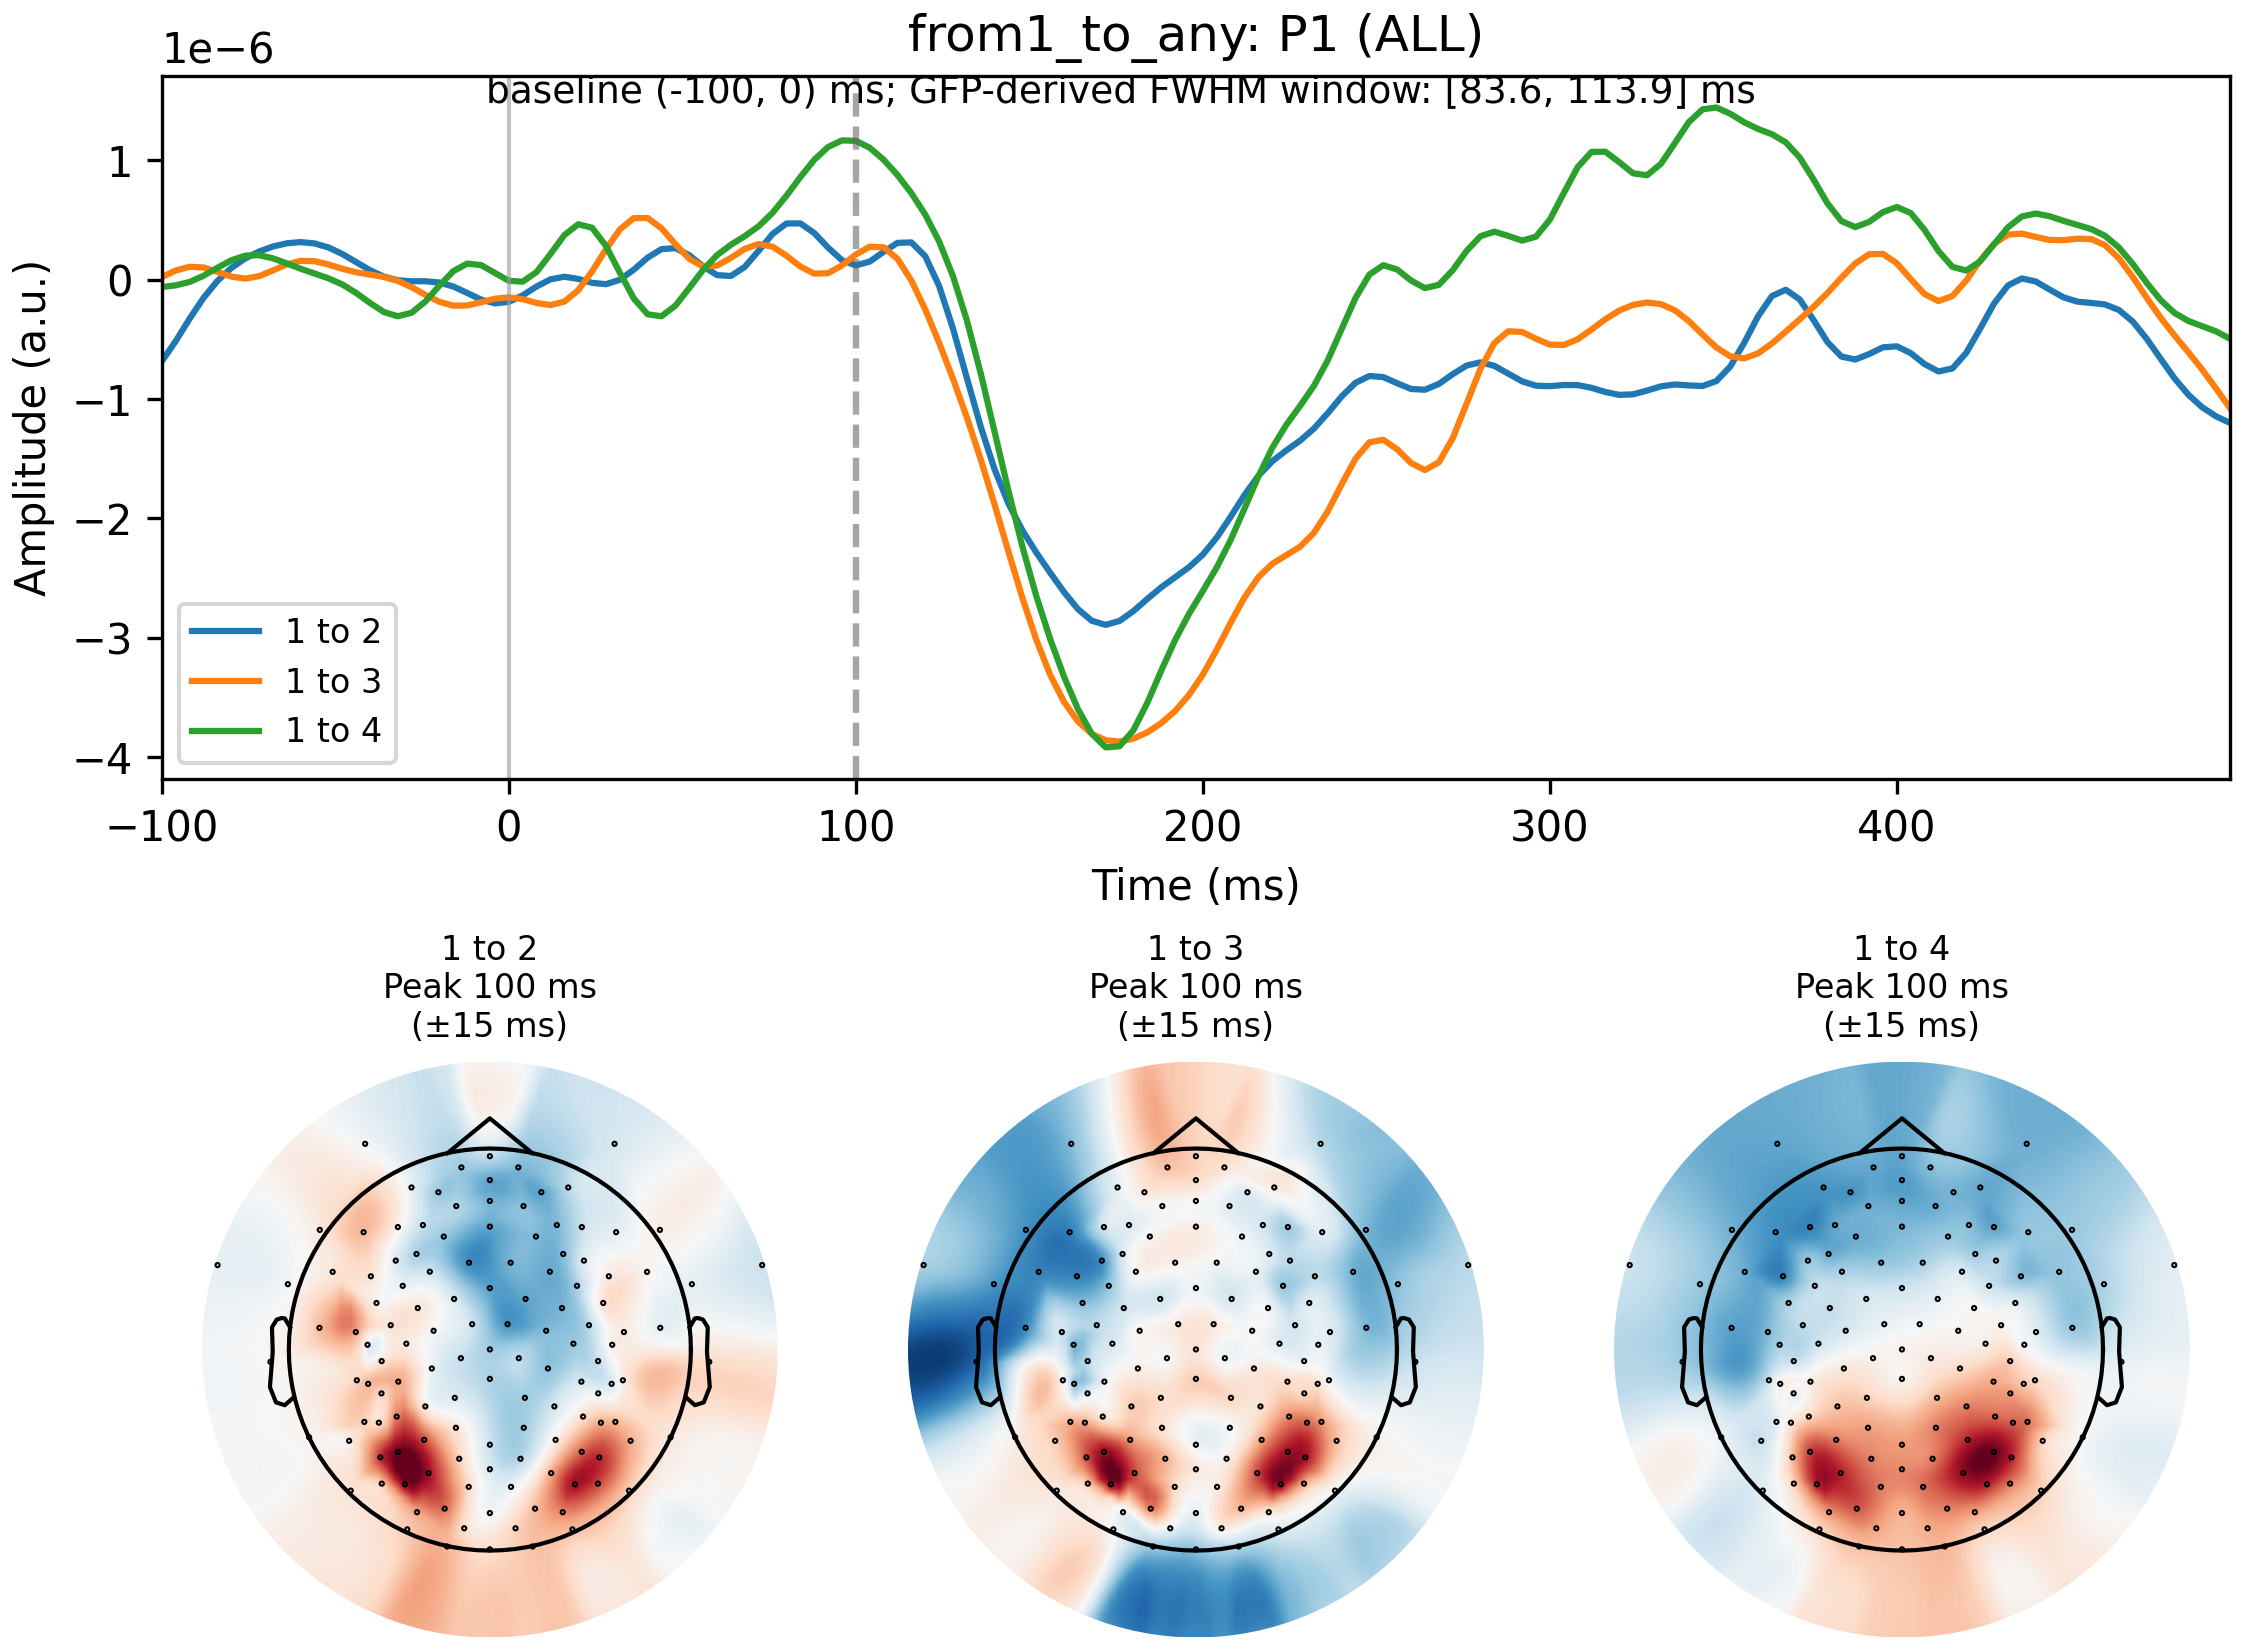 from1_to_any: P1 (ALL)
1e−6
baseline (-100, 0) ms; GFP-derived FWHM window: [83.6, 113.9] ms
Amplitude (a.u.)
1
0
−1
−2
−3
−4
1 to 2
1 to 3
1 to 4
−100 0 100 200 300 400
Time (ms)
1 to 2
Peak 100 ms
(±15 ms)
1 to 3
Peak 100 ms
(±15 ms)
1 to 4
Peak 100 ms
(±15 ms)